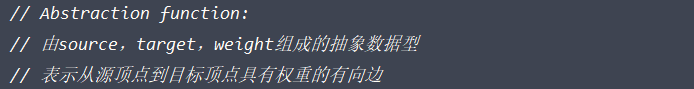 // Abstraction function:
// 由source，target，weight组成的抽象数据型
// 表示从源顶点到目标顶点具有权重的有向边